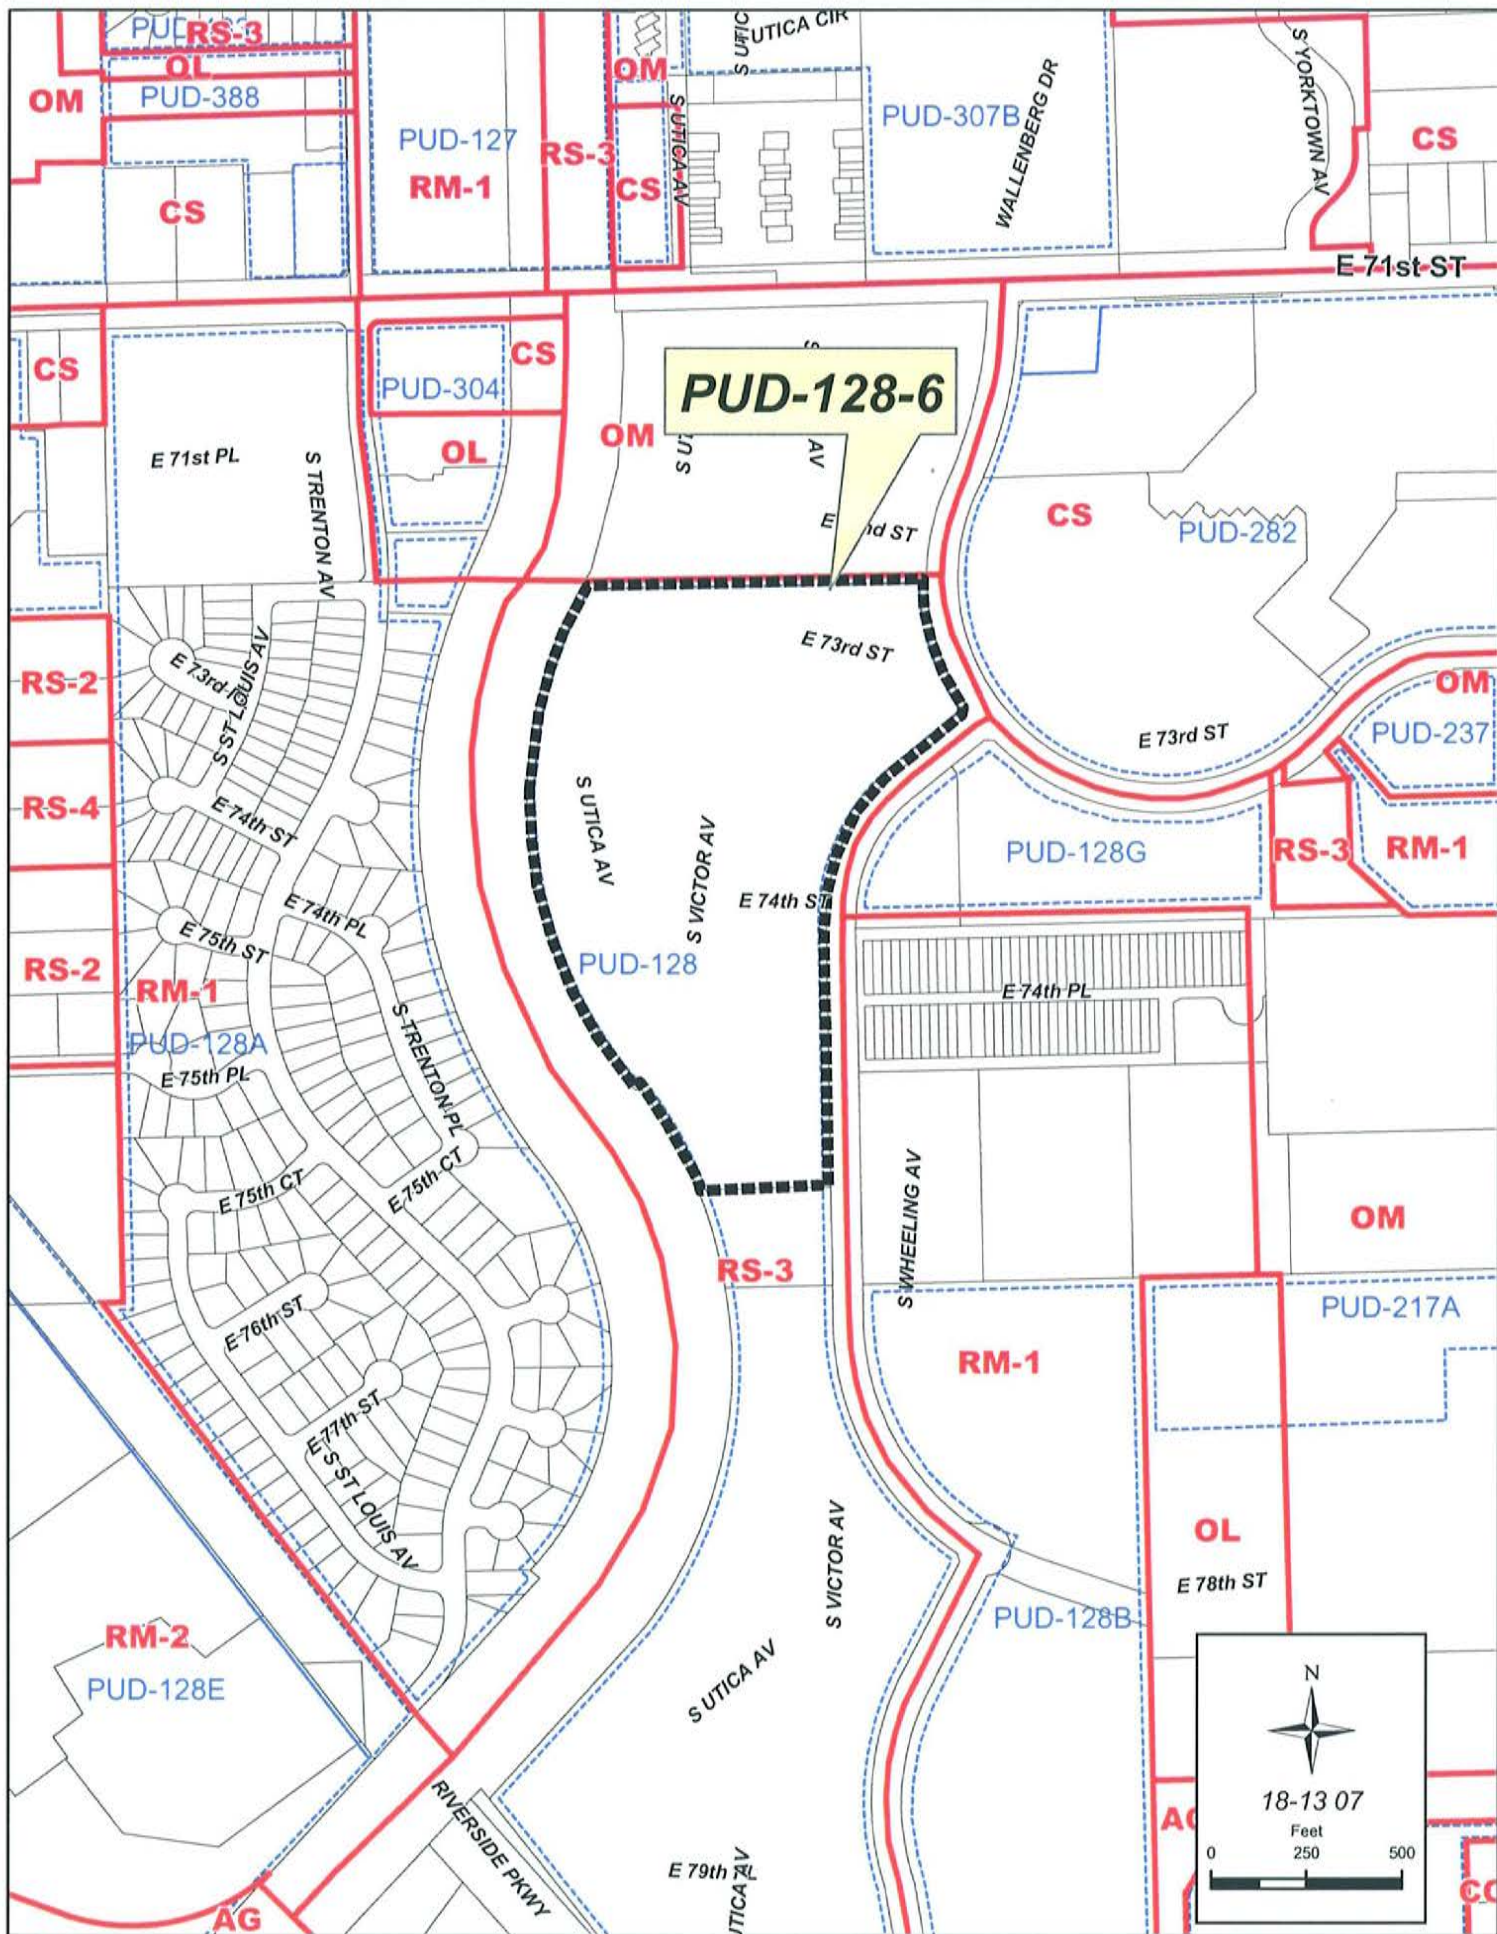 RS-3
UTICA CIR
OL
OM
OM
PUD-388
S UTICA AV
PUD-307B
WALLENBERG DR
S YORKTOWN AV
PUD-127
CS
RS-3
RM-1
CS
CS
E 71st ST
CS
CS
PUD-304
PUD-128-6
OM
OL
E 71st PL
S TRENTON AV
AV
CS
PUD-282
E 73rd ST
RS-2
E 73rd
S ST LOUIS AV
OM
PUD-237
E 73rd ST
RS-4
E 74th ST
S UTICA AV
S VICTOR AV
PUD-128G
RS-3
RM-1
E 74th PL
E 74th ST
E 75th ST
RS-2
RM-1
PUD-128
E 74th PL
PUD-128A
S TRENTON PL
E 75th PL
E 75th CT
E 75th CT
S WHEELING AV
OM
RS-3
E 76th ST
PUD-217A
RM-1
E 77th ST
S ST LOUIS AV
S VICTOR AV
OL
E 78th ST
PUD-128B
RM-2
PUD-128E
S UTICA AV
N
18-13 07
Feet
0 250 500
RIVERSIDE PKWY
E 79th PL
AG